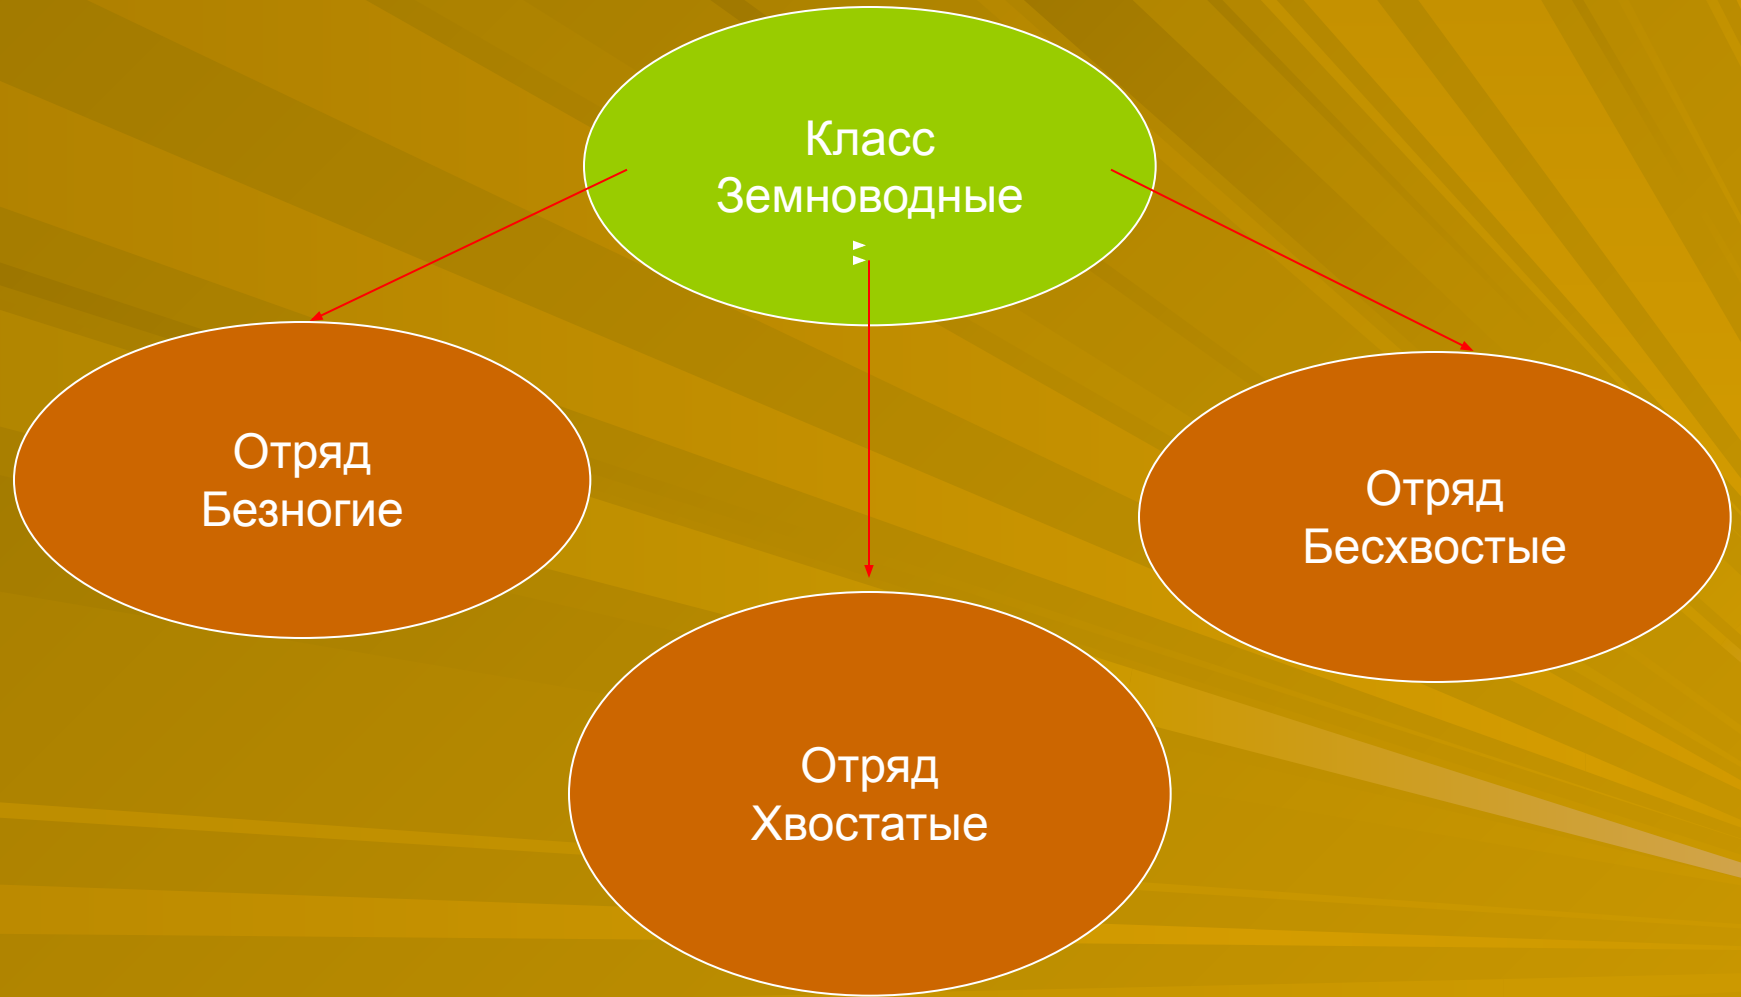 Класс
Земноводные
Отряд
Безногие
Отряд
Бесхвостые
Отряд
Хвостатые